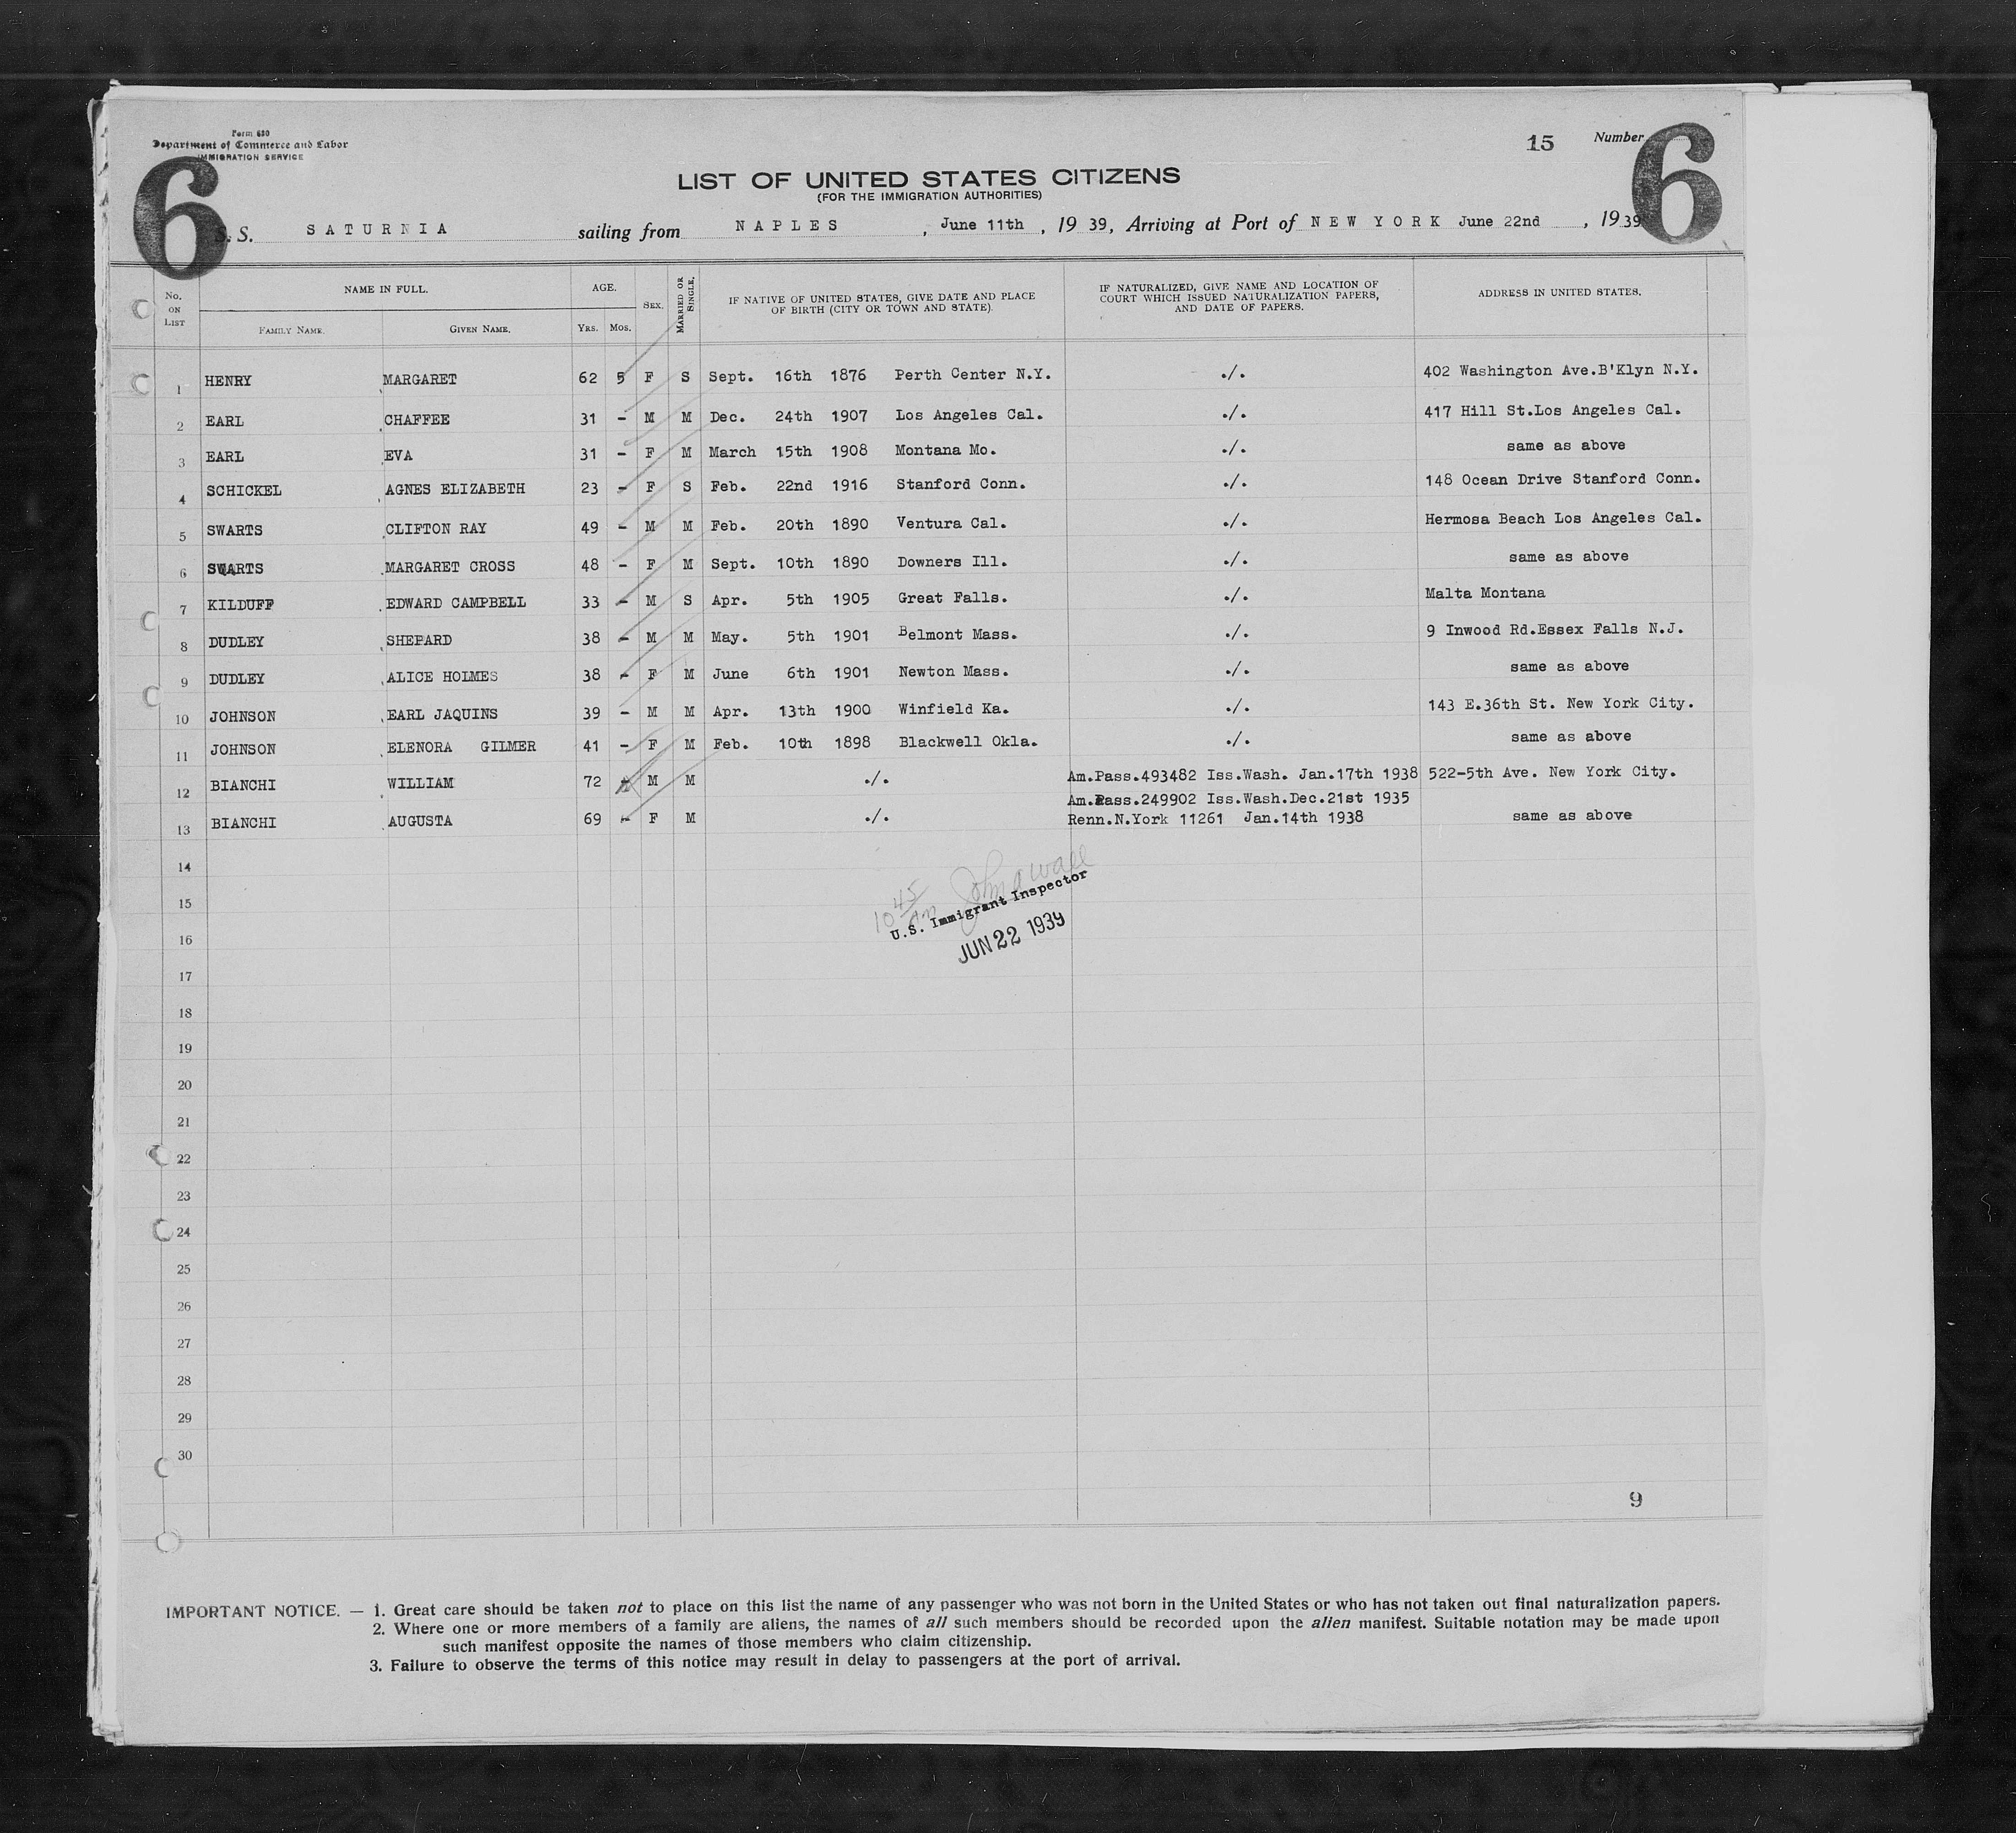 Form 630
Department of Commerce and Labor
IMMIGRATION SERVICE
15 Number
6 6
LIST OF UNITED STATES CITIZENS
(FOR THE IMMIGRATION AUTHORITIES)
S. S. SATURNIA sailing from NAPLES , June 11th , 19 39, Arriving at Port of NEW YORK June 22nd , 19 39
No. ON LIST NAME IN FULL. FAMILY NAME. GIVEN NAME. AGE. YRS. MOS. SEX. MARRIED OR SINGLE. IF NATIVE OF UNITED STATES, GIVE DATE AND PLACE OF BIRTH (CITY OR TOWN AND STATE). IF NATURALIZED, GIVE NAME AND LOCATION OF COURT WHICH ISSUED NATURALIZATION PAPERS, AND DATE OF PAPERS. ADDRESS IN UNITED STATES.
1 HENRY MARGARET 62 5 F S Sept. 16th 1876 Perth Center N.Y. ./. 402 Washington Ave.B'Klyn N.Y.
2 EARL CHAFFEE 31 - M M Dec. 24th 1907 Los Angeles Cal. ./. 417 Hill St.Los Angeles Cal.
3 EARL EVA 31 - F M March 15th 1908 Montana Mo. ./. same as above
4 SCHICKEL AGNES ELIZABETH 23 - F S Feb. 22nd 1916 Stanford Conn. ./. 148 Ocean Drive Stanford Conn.
5 SWARTS CLIFTON RAY 49 - M M Feb. 20th 1890 Ventura Cal. ./. Hermosa Beach Los Angeles Cal.
6 SWARTS MARGARET CROSS 48 - F M Sept. 10th 1890 Downers Ill. ./. same as above
7 KILDUFF EDWARD CAMPBELL 33 - M S Apr. 5th 1905 Great Falls. ./. Malta Montana
8 DUDLEY SHEPARD 38 - M M May. 5th 1901 Belmont Mass. ./. 9 Inwood Rd.Essex Falls N.J.
9 DUDLEY ALICE HOLMES 38 - F M June 6th 1901 Newton Mass. ./. same as above
10 JOHNSON EARL JAQUINS 39 - M M Apr. 13th 1900 Winfield Ka. ./. 143 E.36th St. New York City.
11 JOHNSON ELENORA GILMER 41 - F M Feb. 10th 1898 Blackwell Okla. ./. same as above
12 BIANCHI WILLIAM 72 - M M ./. Am.Pass.493482 Iss.Wash. Jan.17th 1938 522-5th Ave. New York City.
Am.Pass.249902 Iss.Wash.Dec.21st 1935
13 BIANCHI AUGUSTA 69 - F M ./. Renn.N.York 11261 Jan.14th 1938 same as above
14
15
16
17
18
19
20
21
22
23
24
25
26
27
28
29
30
10 45
U.S. Immigrant Inspector
JUN 22 1939
9
IMPORTANT NOTICE. — 1. Great care should be taken not to place on this list the name of any passenger who was not born in the United States or who has not taken out final naturalization papers.
2. Where one or more members of a family are aliens, the names of all such members should be recorded upon the alien manifest. Suitable notation may be made upon
such manifest opposite the names of those members who claim citizenship.
3. Failure to observe the terms of this notice may result in delay to passengers at the port of arrival.